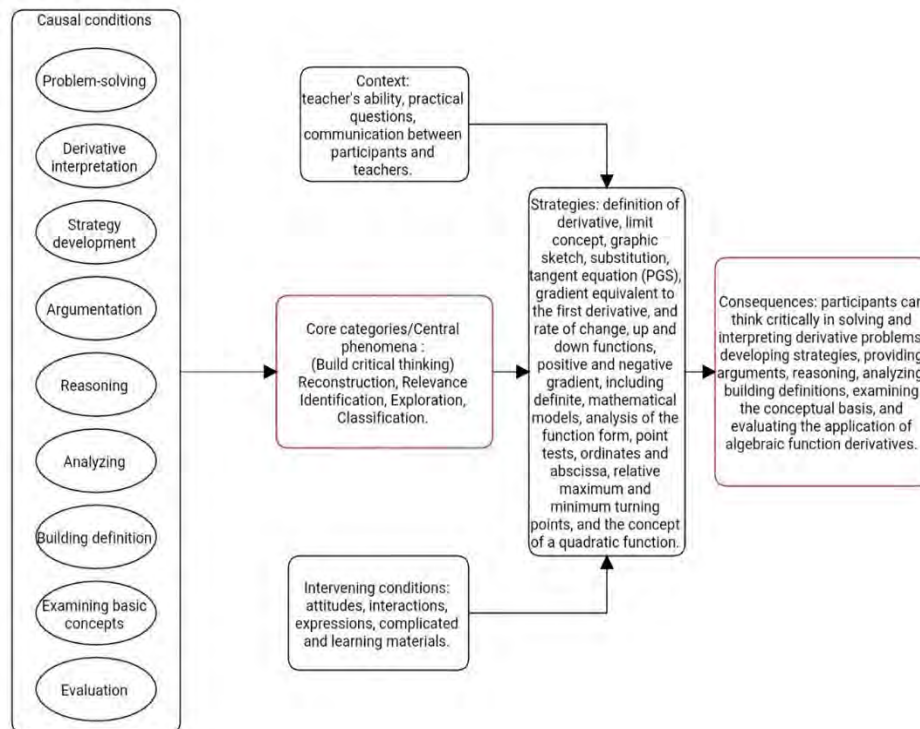 Causal conditions
Problem-solving
Derivative
interpretation
Strategy
development
Argumentation
Reasoning
Analyzing
Building definition
Examining basic
concepts
Evaluation
Context:
teacher's ability, practical
questions,
communication between
participants and
teachers.
Core categories/Central
phenomena :
(Build critical thinking)
Reconstruction, Relevance
Identification, Exploration,
Classification.
Intervening conditions:
attitudes, interactions,
expressions, complicated
and learning materials.
Strategies: definition of
derivative, limit
concept, graphic
sketch, substitution,
tangent equation (PGS),
gradient equivalent to
the first derivative, and
rate of change, up and
down functions,
positive and negative
gradient, including
definite, mathematical
models, analysis of the
function form, point
tests, ordinates and
abscissa, relative
maximum and
minimum turning
points, and the concept
of a quadratic function.
Consequences: participants can
think critically in solving and
interpreting derivative problems,
developing strategies, providing
arguments, reasoning, analyzing,
building definitions, examining
the conceptual basis, and
evaluating the application of
algebraic function derivatives.